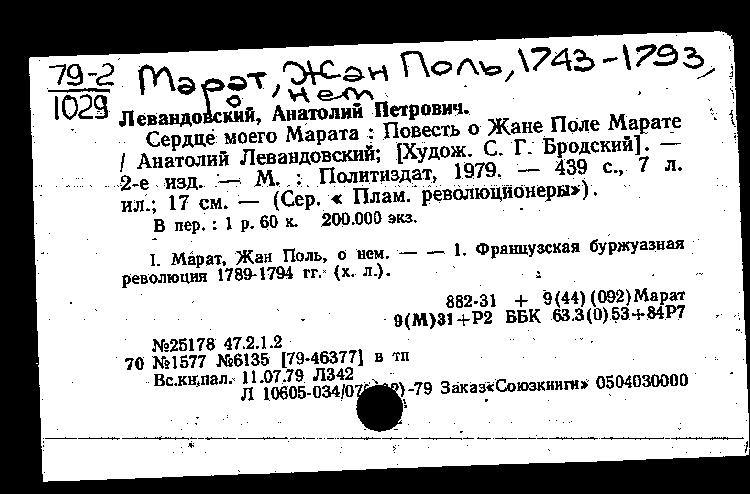 79-2
1029
Марат, Жан Поль, 1743-1793,
о нем
Левандовский, Анатолий Петрович.
Сердце моего Марата : Повесть о Жане Поле Марате
/ Анатолий Левандовский; [Худож. С. Г. Бродский]. —
2-е изд. — М. : Политиздат, 1979. — 439 с., 7 л.
ил.; 17 см. — (Сер. « Плам. революционеры»).
В пер. : 1 р. 60 к. 200.000 экз.
I. Марат, Жан Поль, о нем. — — 1. Французская буржуазная
революция 1789-1794 гг. (х. л.).
882-31 + 9(44)(092)Марат
9(М)31+Р2 ББК 63.3(0)53+84Р7
№25178 47.2.1.2
70 №1577 №6135 [79-46377] в тп
Вс.кн.пал. 11.07.79 Л342
Л 10605-034/07 -79 Заказ«Союзкниги» 0504030000